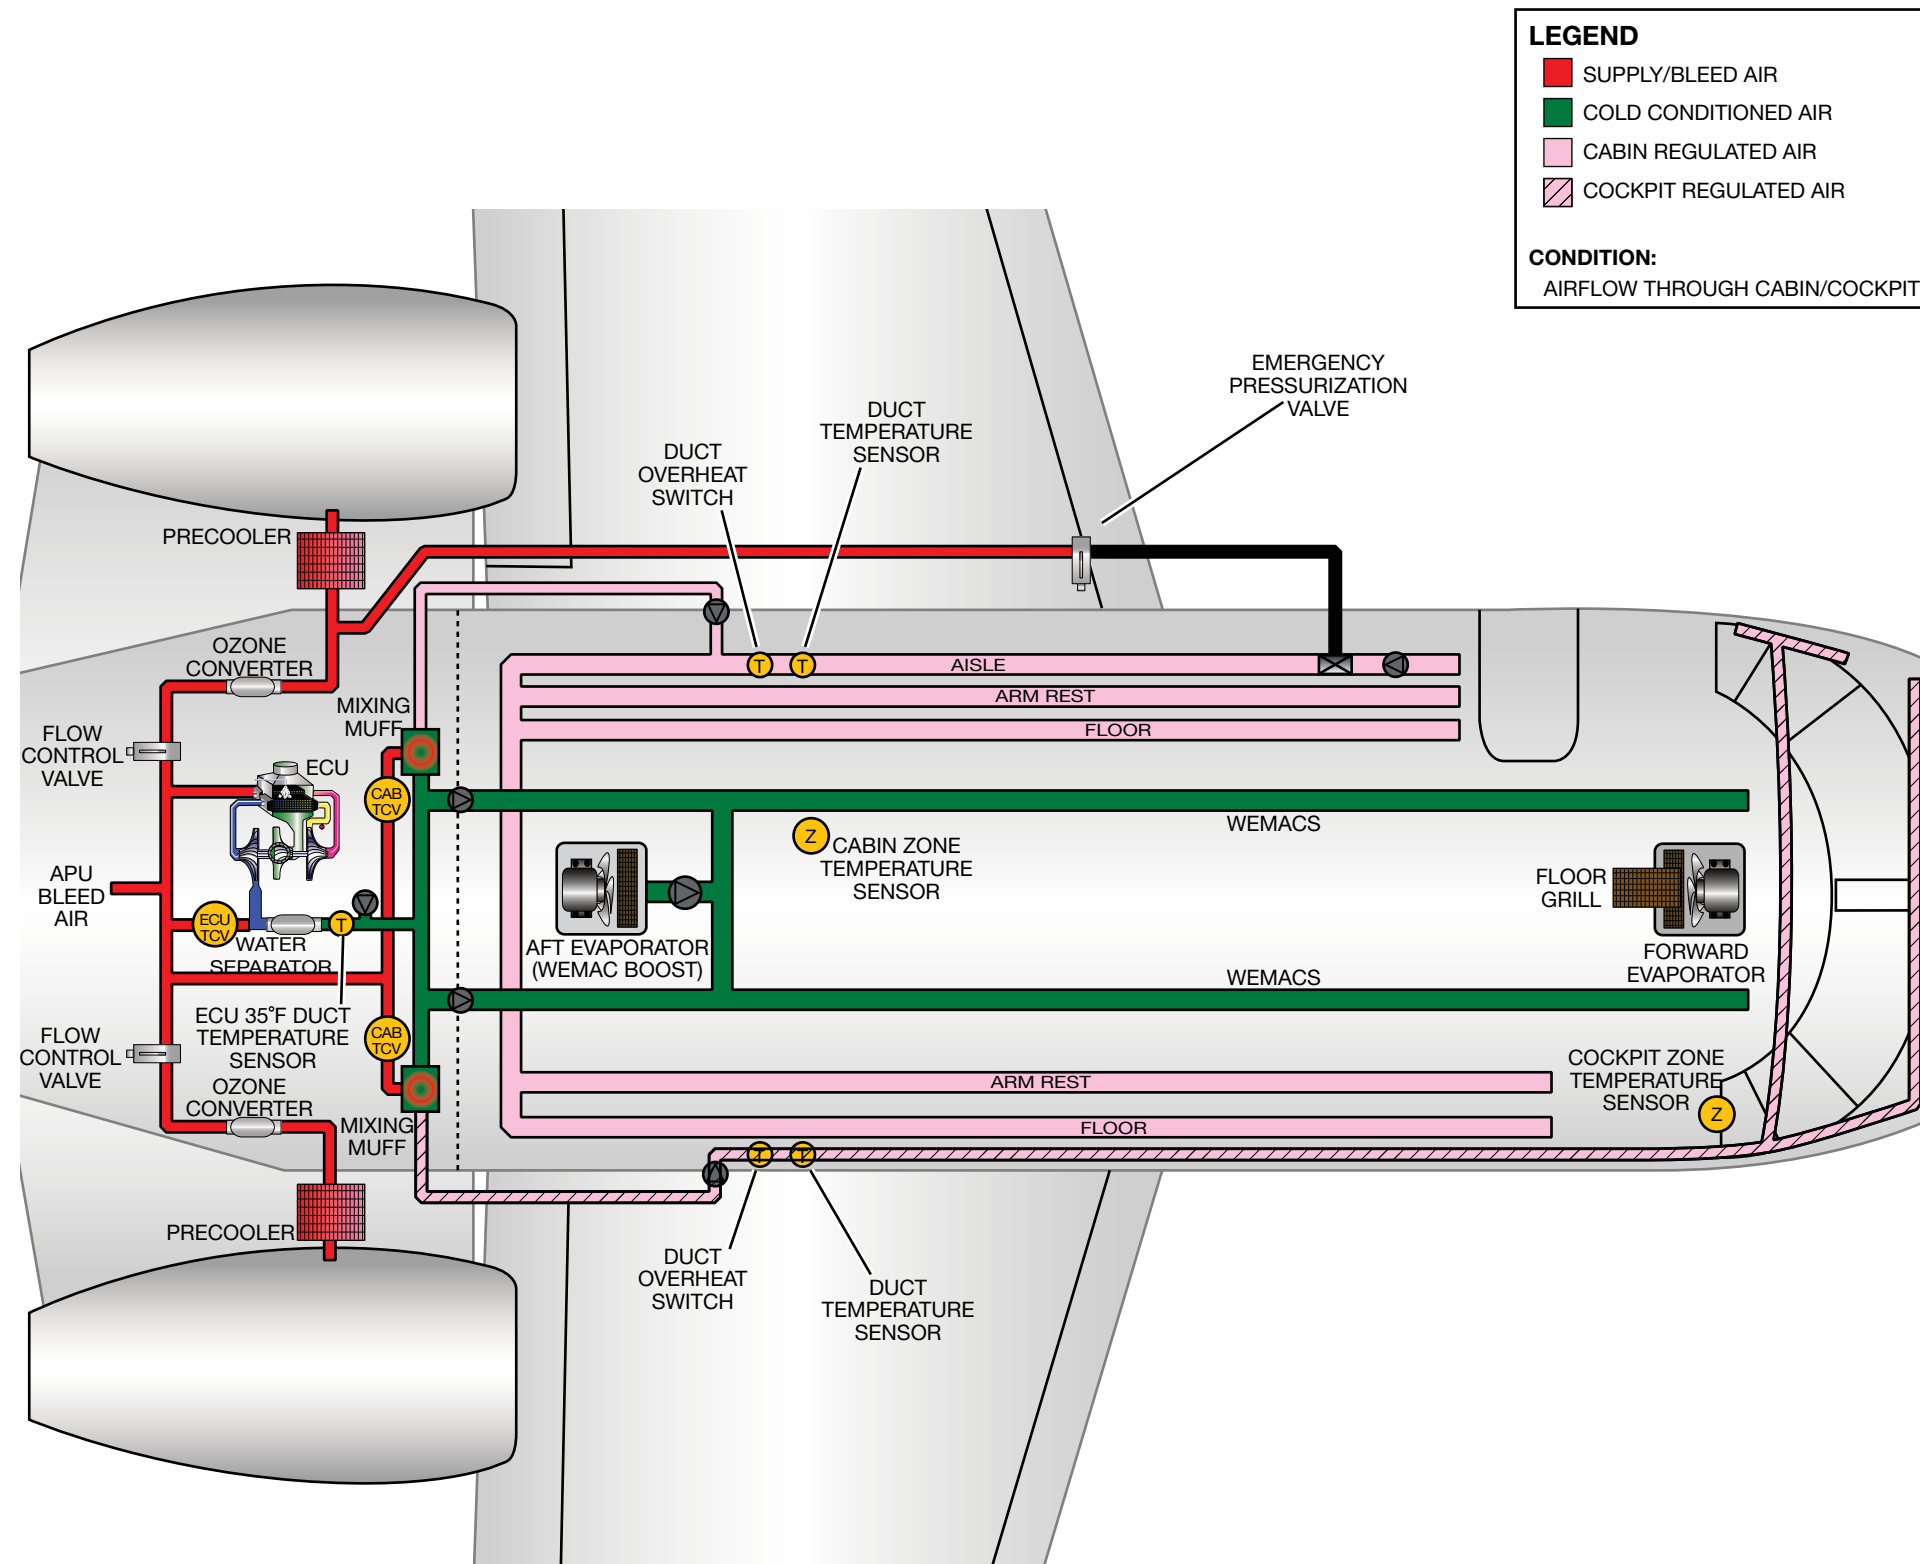 LEGEND
SUPPLY/BLEED AIR
COLD CONDITIONED AIR
CABIN REGULATED AIR
COCKPIT REGULATED AIR
CONDITION:
AIRFLOW THROUGH CABIN/COCKPIT
EMERGENCY
PRESSURIZATION
VALVE
DUCT
TEMPERATURE
SENSOR
DUCT
OVERHEAT
SWITCH
PRECOOLER
OZONE
CONVERTER
MIXING
MUFF
FLOW
CONTROL
VALVE
ECU
CAB
TCV
T
T
AISLE
ARM REST
FLOOR
WEMACS
Z
CABIN ZONE
TEMPERATURE
SENSOR
APU
BLEED
AIR
ECU
TCV
T
WATER
SEPARATOR
AFT EVAPORATOR
(WEMAC BOOST)
FLOOR
GRILL
FORWARD
EVAPORATOR
WEMACS
ECU 35°F DUCT
TEMPERATURE
SENSOR
CAB
TCV
FLOW
CONTROL
VALVE
OZONE
CONVERTER
MIXING
MUFF
ARM REST
FLOOR
COCKPIT ZONE
TEMPERATURE
SENSOR
Z
T
T
PRECOOLER
DUCT
OVERHEAT
SWITCH
DUCT
TEMPERATURE
SENSOR